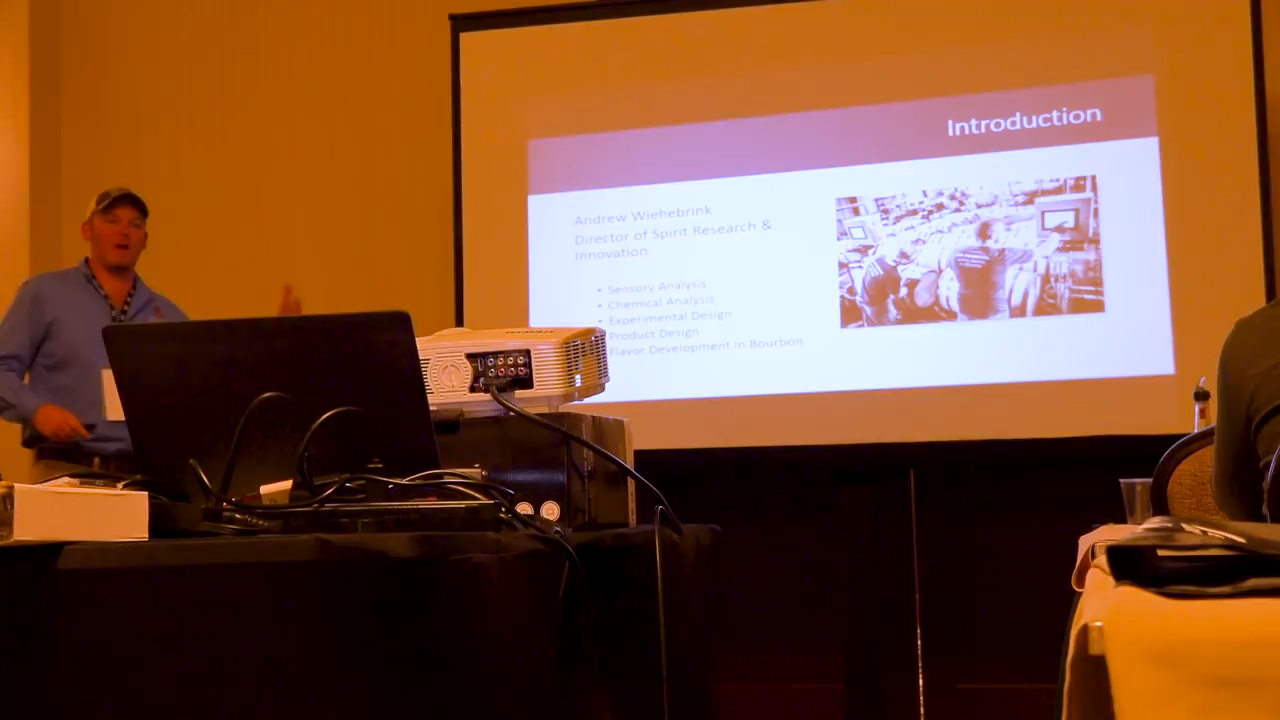 Introduction
Andrew Wiehebrink
Director of Spirit Research &
Innovation
• Sensory Analysis
• Chemical Analysis
• Experimental Design
Product Design
Flavor Development in Bourbon